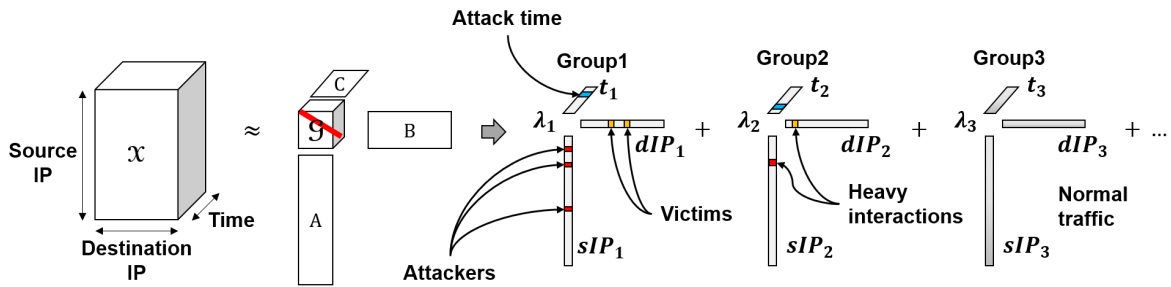 Source
IP
𝒳
Destination
IP
Time
≈
C
𝒢
B
A
Attack time
Group1
t₁
λ₁
dIP₁
Victims
sIP₁
Attackers
+
Group2
t₂
λ₂
dIP₂
Heavy
interactions
sIP₂
+
Group3
t₃
λ₃
dIP₃
Normal
traffic
sIP₃
+ ...